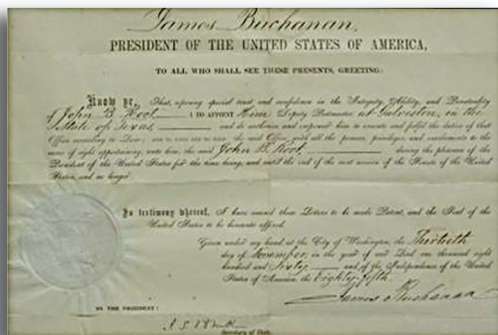 James Buchanan,
PRESIDENT OF THE UNITED STATES OF AMERICA,
TO ALL WHO SHALL SEE THESE PRESENTS, GREETING:
Know ye, That, reposing special trust and confidence in the Integrity, Ability, and Punctuality
of John B. Root I DO APPOINT Him Deputy Postmaster at Galveston, in the
State of Texas, and do authorize and empower him to execute and fulfil the duties of that
Office according to Law; the said Office, with all the powers, privileges, and emoluments to the
same of right appertaining, unto him, the said John B. Root during the pleasure of the
President of the United States for the time being, and until the end of the next session of the Senate of the United
States, and no longer.
In testimony whereof, I have caused these Letters to be made Patent, and the Seal of the
United States to be hereunto affixed.
Given under my hand, at the City of Washington, the Thirtieth
day of November, in the year of our Lord one thousand eight
hundred and Sixty and of the Independence of the United
States of America, the Eighty-fifth.
James Buchanan
BY THE PRESIDENT:
Secretary of State.